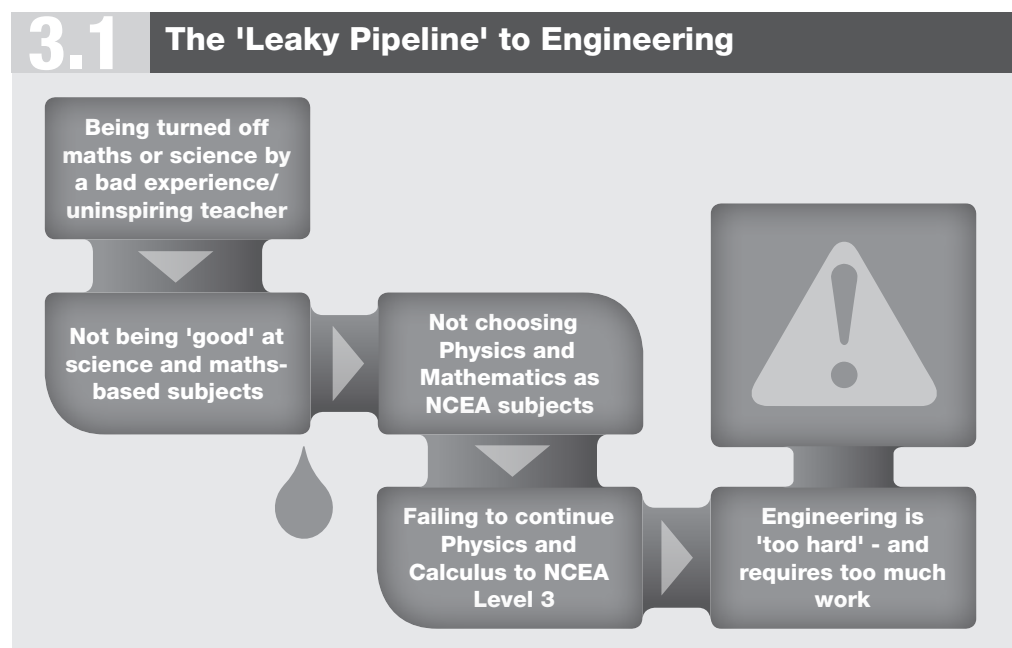 3.1
The 'Leaky Pipeline' to Engineering
Being turned off
maths or science by
a bad experience/
uninspiring teacher
Not being 'good' at
science and maths-
based subjects
Not choosing
Physics and
Mathematics as
NCEA subjects
Failing to continue
Physics and
Calculus to NCEA
Level 3
Engineering is
'too hard' - and
requires too much
work